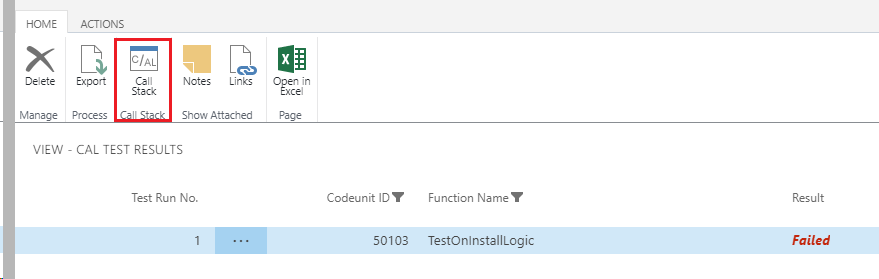 HOME ACTIONS
C/AL
Delete Export Call Stack Notes Links Open in Excel
Manage Process Call Stack Show Attached Page
VIEW - CAL TEST RESULTS
Test Run No. Codeunit ID Function Name Result
1 ... 50103 TestOnInstallLogic Failed